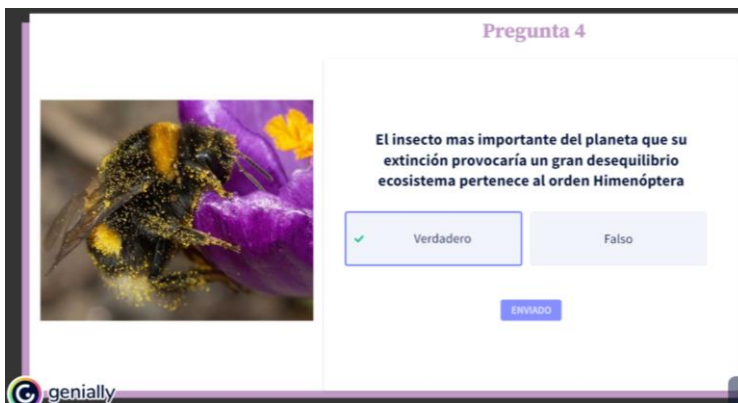 Pregunta 4
El insecto mas importante del planeta que su
extinción provocaría un gran desequilibrio
ecosistema pertenece al orden Himenóptera
Verdadero
Falso
ENVIADO
genially